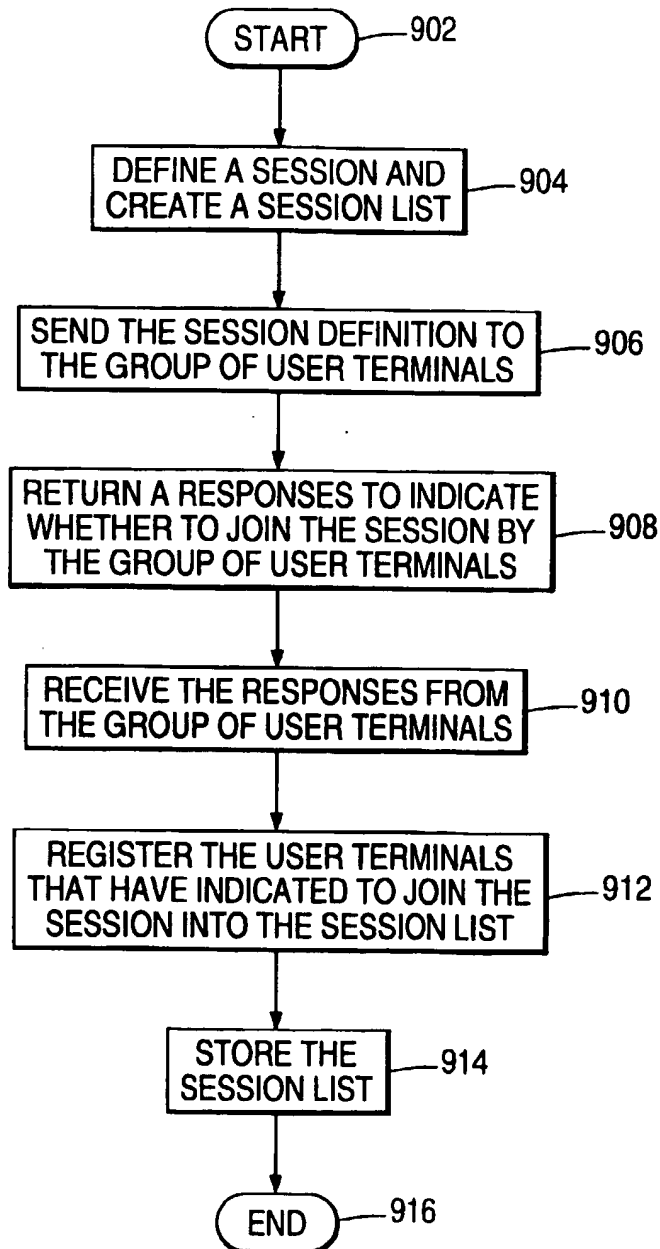 START
902
DEFINE A SESSION AND
CREATE A SESSION LIST
904
SEND THE SESSION DEFINITION TO
THE GROUP OF USER TERMINALS
906
RETURN A RESPONSES TO INDICATE
WHETHER TO JOIN THE SESSION BY
THE GROUP OF USER TERMINALS
908
RECEIVE THE RESPONSES FROM
THE GROUP OF USER TERMINALS
910
REGISTER THE USER TERMINALS
THAT HAVE INDICATED TO JOIN THE
SESSION INTO THE SESSION LIST
912
STORE THE
SESSION LIST
914
END
916